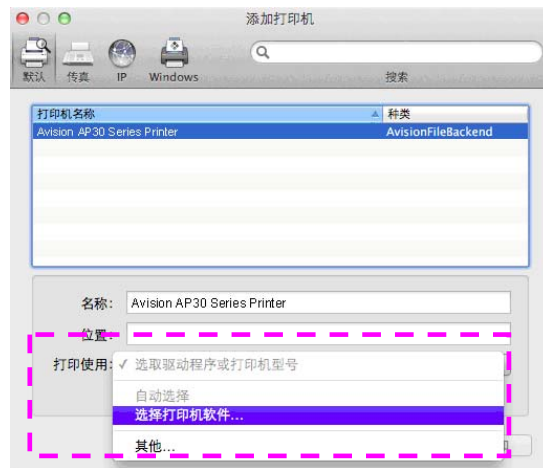 添加打印机
默认 传真 IP Windows 搜索
打印机名称 种类
Avision AP30 Series Printer AvisionFileBackend
名称: Avision AP30 Series Printer
位置:
打印使用: ✓ 选取驱动程序或打印机型号
自动选择
选择打印机软件...
其他...